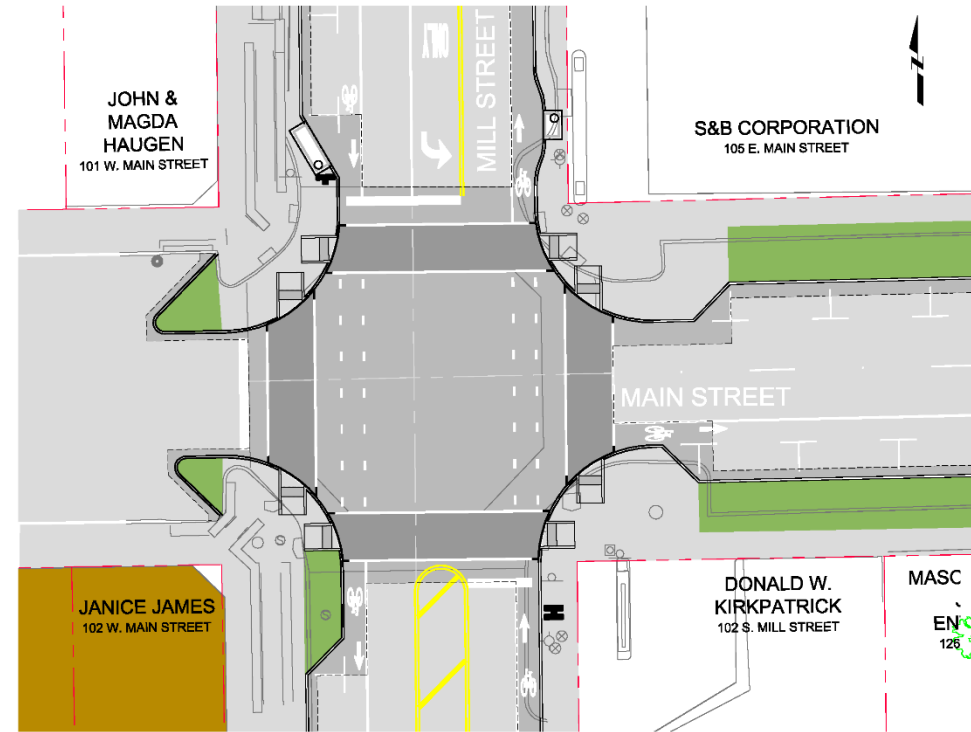 JOHN &
MAGDA
HAUGEN
101 W. MAIN STREET
ONLY
MILL STREET
S&B CORPORATION
105 E. MAIN STREET
N
MAIN STREET
JANICE JAMES
102 W. MAIN STREET
DONALD W.
KIRKPATRICK
102 S. MILL STREET
MASC
EN
126
H